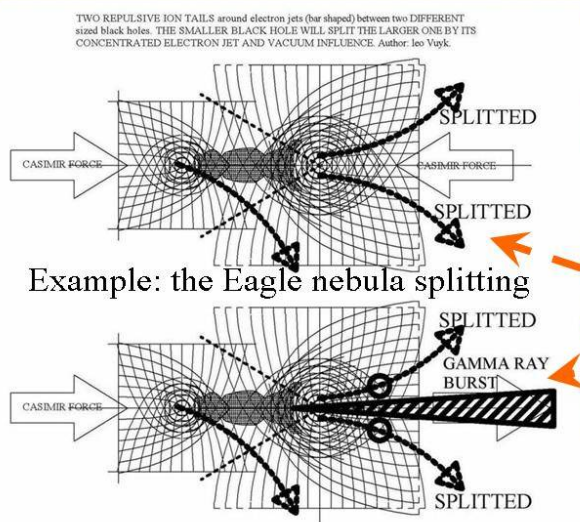 TWO REPULSIVE ION TAILS around electron jets (bar shaped) between two DIFFERENT
sized black holes. THE SMALLER BLACK HOLE WILL SPLIT THE LARGER ONE BY ITS
CONCENTRATED ELECTRON JET AND VACUUM INFLUENCE. Author: leo Vuyk.
SPLITTED
CASIMIR FORCE
CASIMIR FORCE
SPLITTED
Example: the Eagle nebula splitting
SPLITTED
GAMMA RAY
BURST
CASIMIR FORCE
SPLITTED